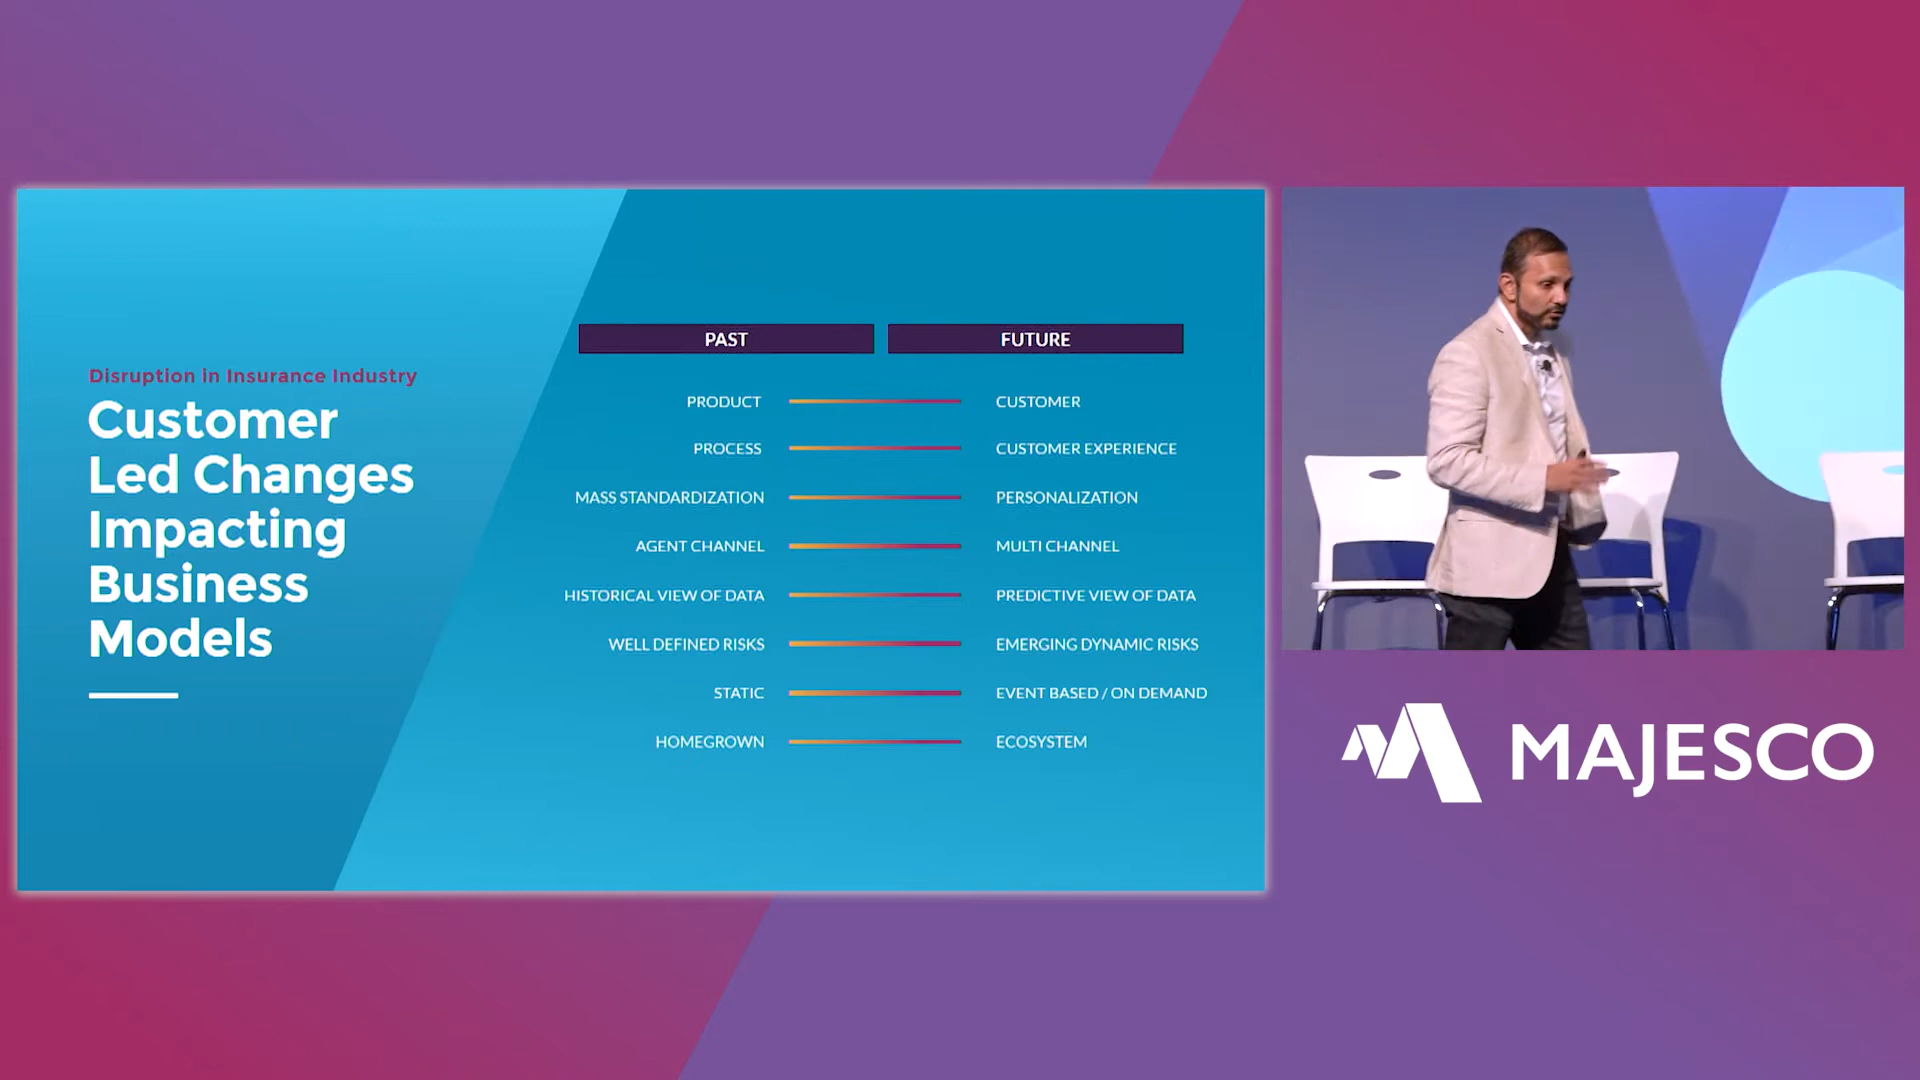 Disruption in Insurance Industry
Customer
Led Changes
Impacting
Business
Models
PAST FUTURE
PRODUCT CUSTOMER
PROCESS CUSTOMER EXPERIENCE
MASS STANDARDIZATION PERSONALIZATION
AGENT CHANNEL MULTI CHANNEL
HISTORICAL VIEW OF DATA PREDICTIVE VIEW OF DATA
WELL DEFINED RISKS EMERGING DYNAMIC RISKS
STATIC EVENT BASED / ON DEMAND
HOMEGROWN ECOSYSTEM
MAJESCO